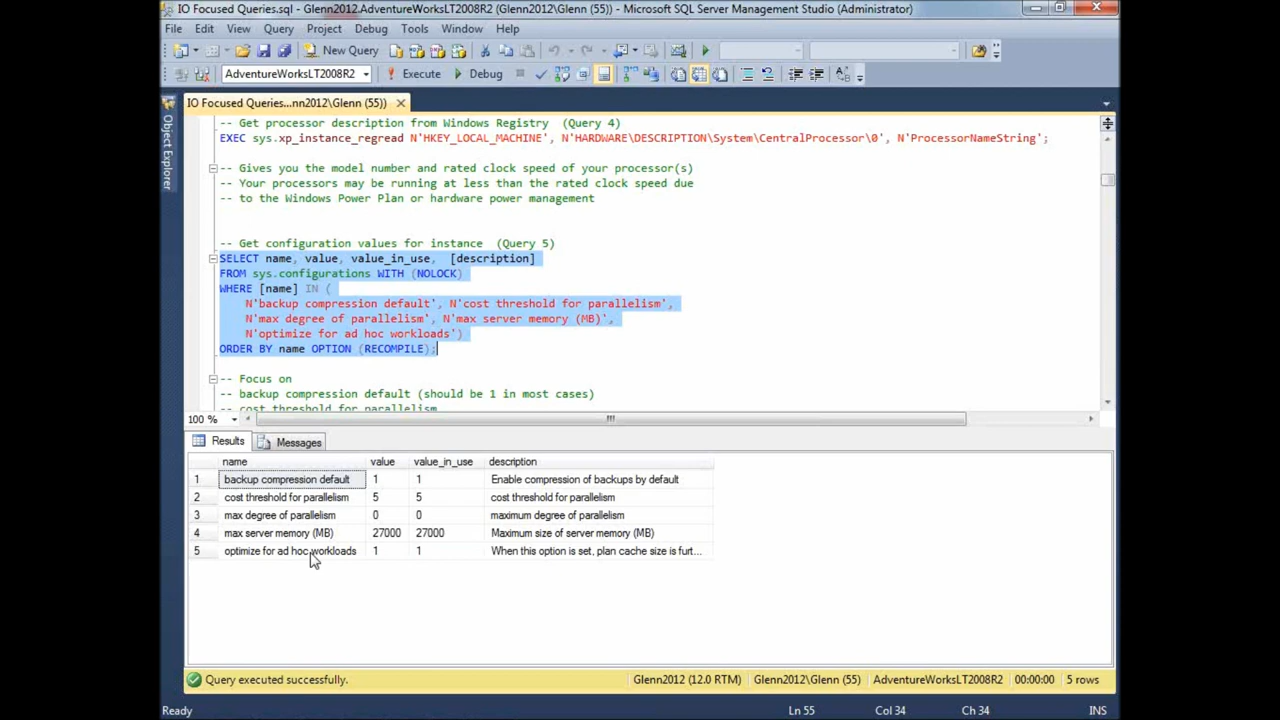 IO Focused Queries.sql - Glenn2012.AdventureWorksLT2008R2 (Glenn2012\Glenn (55)) - Microsoft SQL Server Management Studio (Administrator)
File Edit View Query Project Debug Tools Window Help
New Query
AdventureWorksLT2008R2 Execute Debug
IO Focused Queries...nn2012\Glenn (55))
Object Explorer
-- Get processor description from Windows Registry (Query 4)
EXEC sys.xp_instance_regread N'HKEY_LOCAL_MACHINE', N'HARDWARE\DESCRIPTION\System\CentralProcessor\0', N'ProcessorNameString';
-- Gives you the model number and rated clock speed of your processor(s)
-- Your processors may be running at less than the rated clock speed due
-- to the Windows Power Plan or hardware power management
-- Get configuration values for instance (Query 5)
SELECT name, value, value_in_use, [description]
FROM sys.configurations WITH (NOLOCK)
WHERE [name] IN (
N'backup compression default', N'cost threshold for parallelism',
N'max degree of parallelism', N'max server memory (MB)',
N'optimize for ad hoc workloads')
ORDER BY name OPTION (RECOMPILE);
-- Focus on
-- backup compression default (should be 1 in most cases)
-- cost threshold for parallelism
100 %
Results Messages
name value value_in_use description
1 backup compression default 1 1 Enable compression of backups by default
2 cost threshold for parallelism 5 5 cost threshold for parallelism
3 max degree of parallelism 0 0 maximum degree of parallelism
4 max server memory (MB) 27000 27000 Maximum size of server memory (MB)
5 optimize for ad hoc workloads 1 1 When this option is set, plan cache size is furt...
Query executed successfully. Glenn2012 (12.0 RTM) Glenn2012\Glenn (55) AdventureWorksLT2008R2 00:00:00 5 rows
Ready Ln 55 Col 34 Ch 34 INS